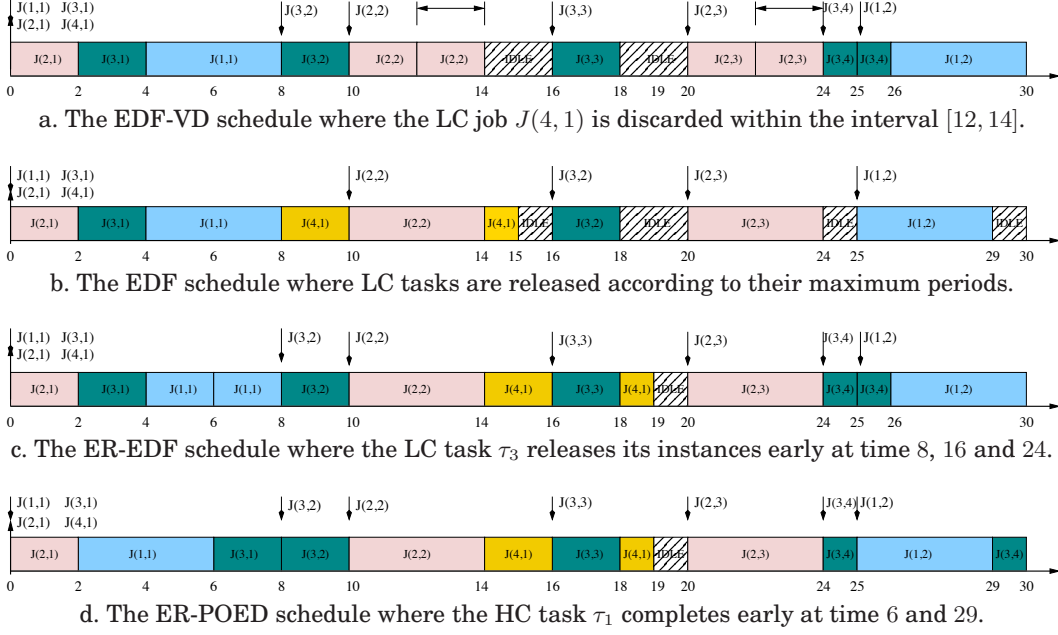 J(1,1) J(3,1) J(3,2) J(2,2) J(3,3) J(2,3) J(3,4) J(1,2)
J(2,1) J(4,1)
J(2,1) J(3,1) J(1,1) J(3,2) J(2,2) J(2,2) IDLE J(3,3) IDLE J(2,3) J(2,3) J(3,4) J(3,4) J(1,2)
0 2 4 8 10 12 14 16 18 19 20 22 24 25 26 30
a. The EDF-VD schedule where the LC job J(4, 1) is discarded within the interval [12, 14].
J(1,1) J(3,1) J(2,2) J(3,2) J(2,3) J(1,2)
J(2,1) J(4,1)
J(2,1) J(3,1) J(1,1) J(4,1) J(2,2) J(4,1) IDLE J(3,2) IDLE J(2,3) IDLE J(1,2) IDLE
0 2 4 8 10 14 15 16 18 20 24 25 29 30
b. The EDF schedule where LC tasks are released according to their maximum periods.
J(1,1) J(3,1) J(3,2) J(2,2) J(3,3) J(2,3) J(3,4) J(1,2)
J(2,1) J(4,1)
J(2,1) J(3,1) J(1,1) J(1,1) J(3,2) J(2,2) J(4,1) J(3,3) J(4,1) IDLE J(2,3) J(3,4) J(3,4) J(1,2)
0 2 4 6 8 10 14 16 18 19 20 24 25 26 30
c. The ER-EDF schedule where the LC task τ3 releases its instances early at time 8, 16 and 24.
J(1,1) J(3,1) J(3,2) J(2,2) J(3,3) J(2,3) J(3,4) J(1,2)
J(2,1) J(4,1)
J(2,1) J(1,1) J(3,1) J(3,2) J(2,2) J(4,1) J(3,3) J(4,1) IDLE J(2,3) J(3,4) J(1,2) J(3,4)
0 2 4 6 8 10 14 16 18 19 20 24 25 29 30
d. The ER-POED schedule where the HC task τ1 completes early at time 6 and 29.